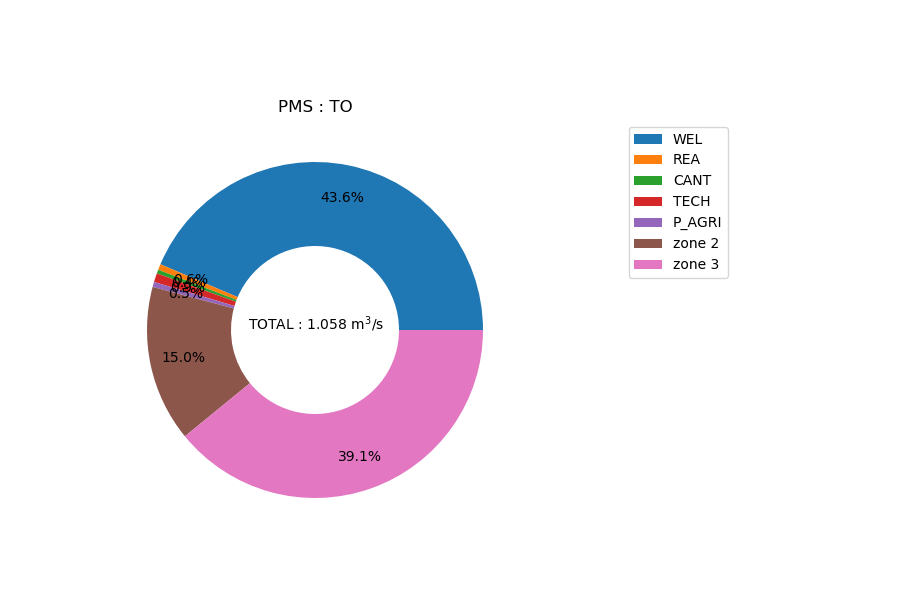 PMS : TO
WEL
REA
CANT
TECH
P_AGRI
zone 2
zone 3
43.6%
0.6%
0.5%
15.0%
TOTAL : 1.058 m³/s
39.1%